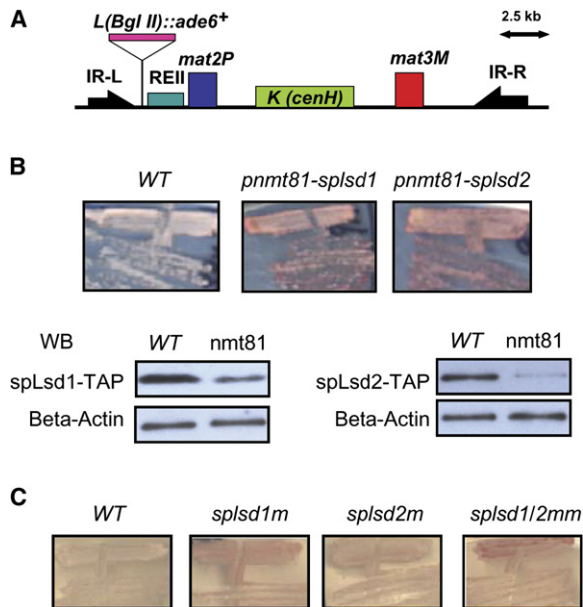 A
L(Bgl II)::ade6+
2.5 kb
IR-L
REII
mat2P
K (cenH)
mat3M
IR-R
B
WT
pnmt81-splsd1
pnmt81-splsd2
WB
WT
nmt81
spLsd1-TAP
Beta-Actin
WT
nmt81
spLsd2-TAP
Beta-Actin
C
WT
splsd1m
splsd2m
splsd1/2mm